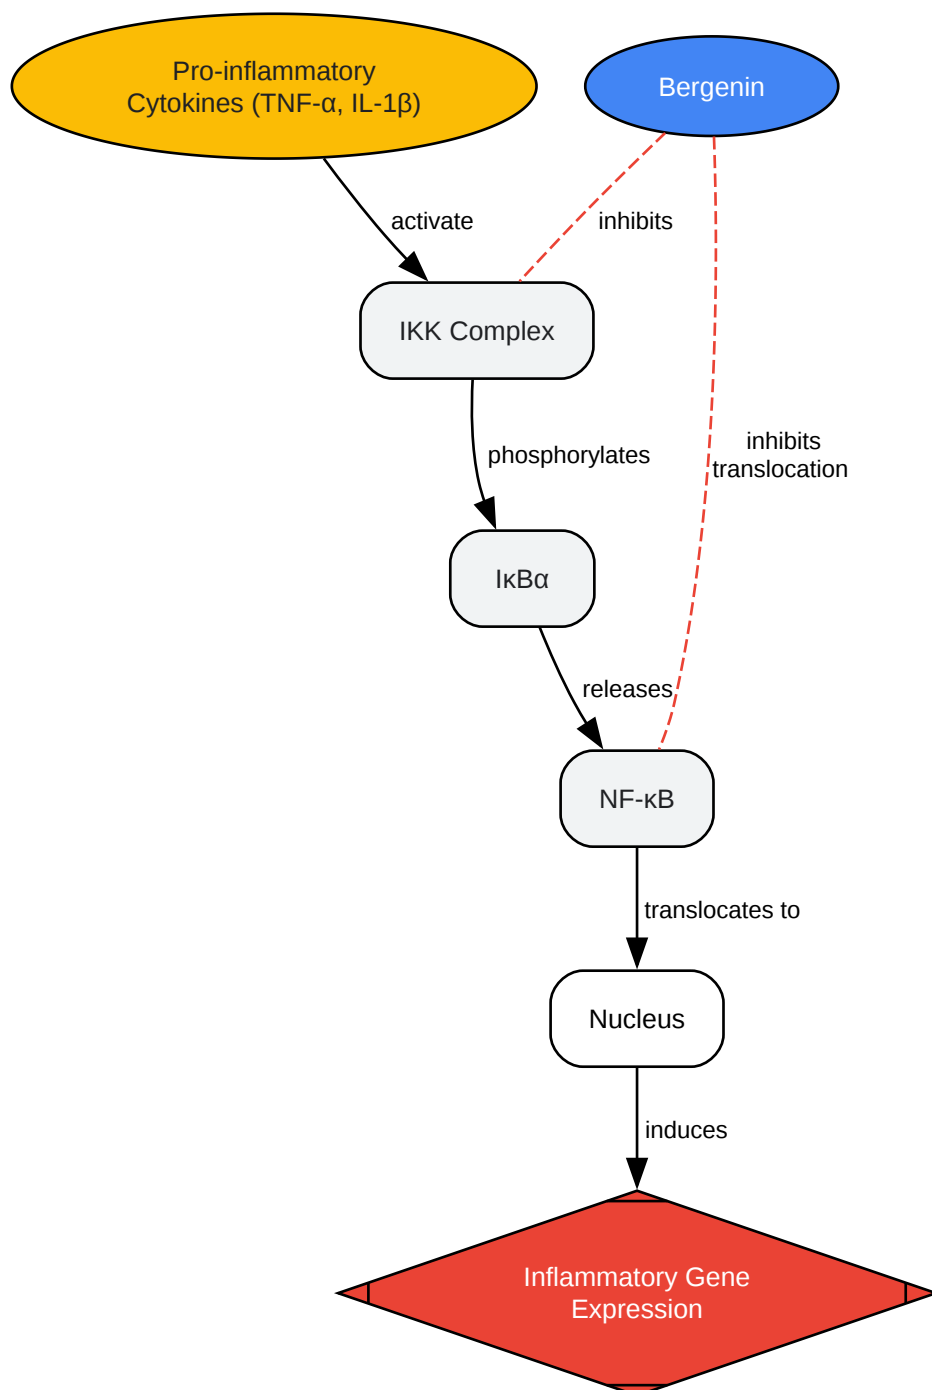 Pro-inflammatory
Cytokines (TNF-α, IL-1β)
Bergenin
activate
inhibits
IKK Complex
phosphorylates
inhibits
translocation
IκBα
releases
NF-κB
translocates to
Nucleus
induces
Inflammatory Gene
Expression